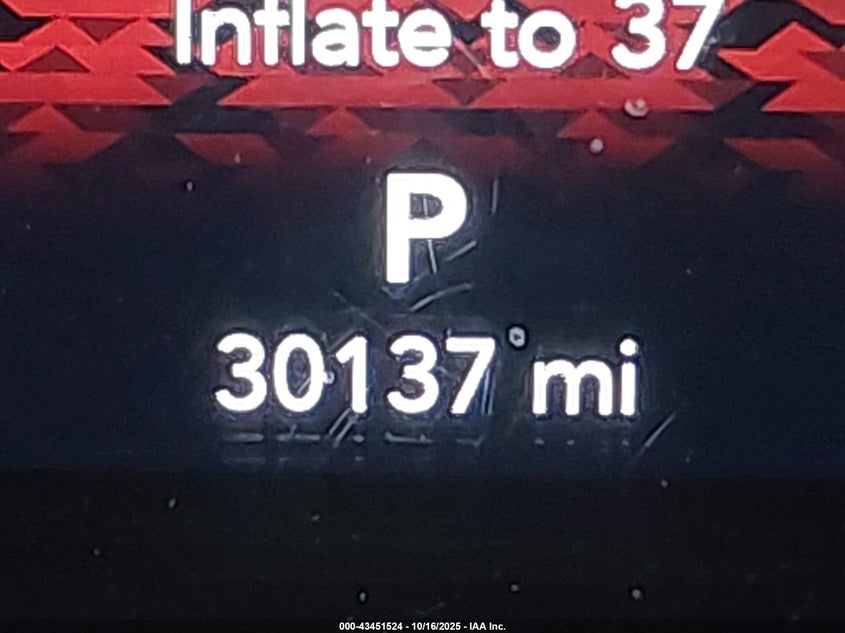 Inflate to 37
P
30137 mi
000-43451524 - 10/16/2025 - IAA Inc.